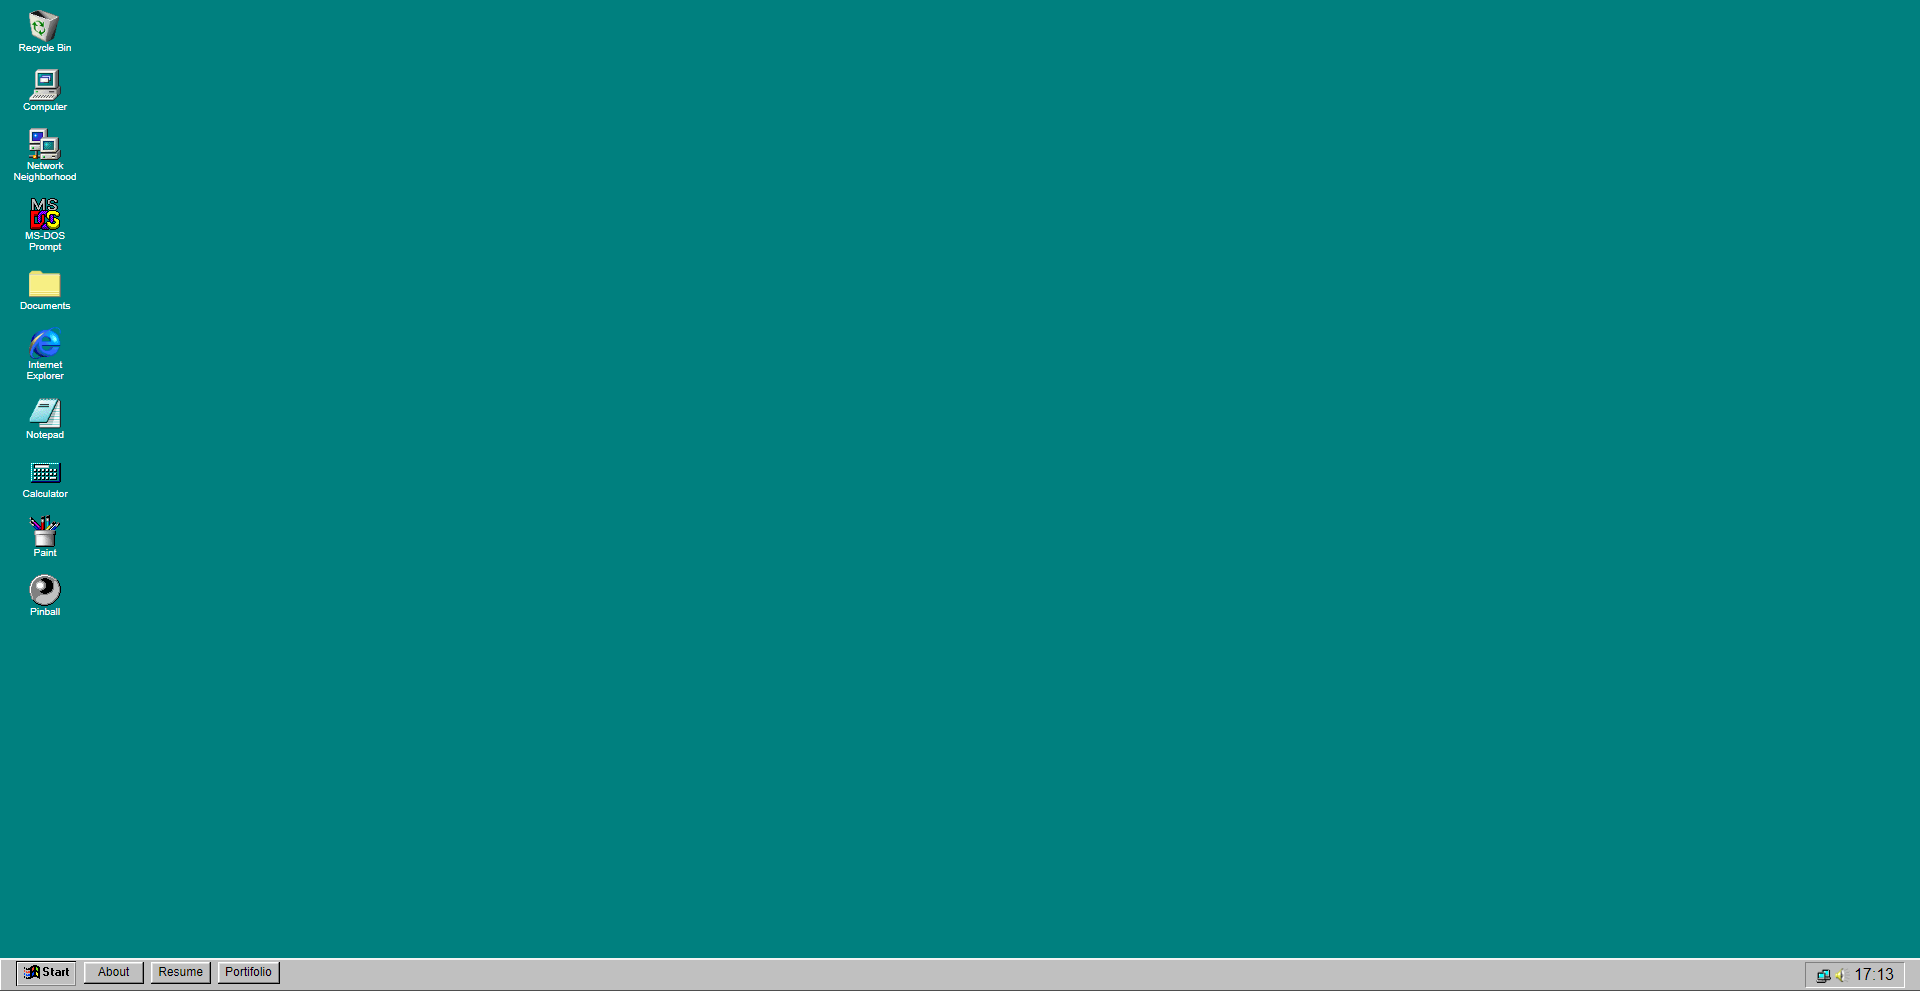 Recycle Bin
Computer
Network
Neighborhood
MS
DOS
MS-DOS
Prompt
Documents
Internet
Explorer
Notepad
Calculator
Paint
Pinball
Start About Resume Portifolio 17:13